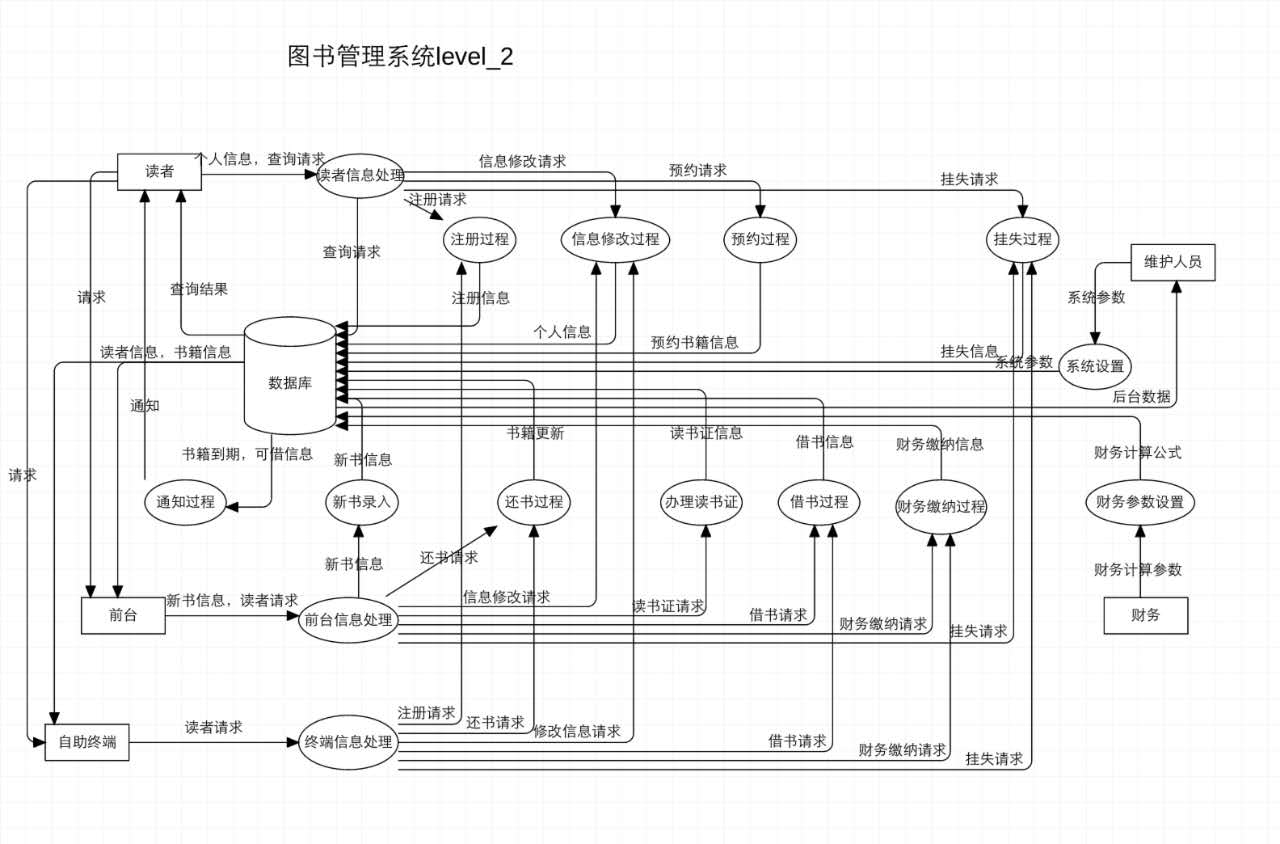 图书管理系统level_2
个人信息，查询请求
信息修改请求
预约请求
挂失请求
读者
读者信息处理
注册请求
注册过程
信息修改过程
预约过程
挂失过程
查询请求
维护人员
请求
查询结果
注册信息
系统参数
个人信息
预约书籍信息
读者信息，书籍信息
挂失信息
系统参数
系统设置
数据库
后台数据
通知
书籍更新
读书证信息
借书信息
财务缴纳信息
书籍到期，可借信息
新书信息
财务计算公式
请求
通知过程
新书录入
还书过程
办理读书证
借书过程
财务缴纳过程
财务参数设置
新书信息
还书请求
财务计算参数
新书信息，读者请求
信息修改请求
读书证请求
借书请求
财务缴纳请求
挂失请求
前台
前台信息处理
财务
注册请求
还书请求
修改信息请求
读者请求
借书请求
财务缴纳请求
挂失请求
自助终端
终端信息处理